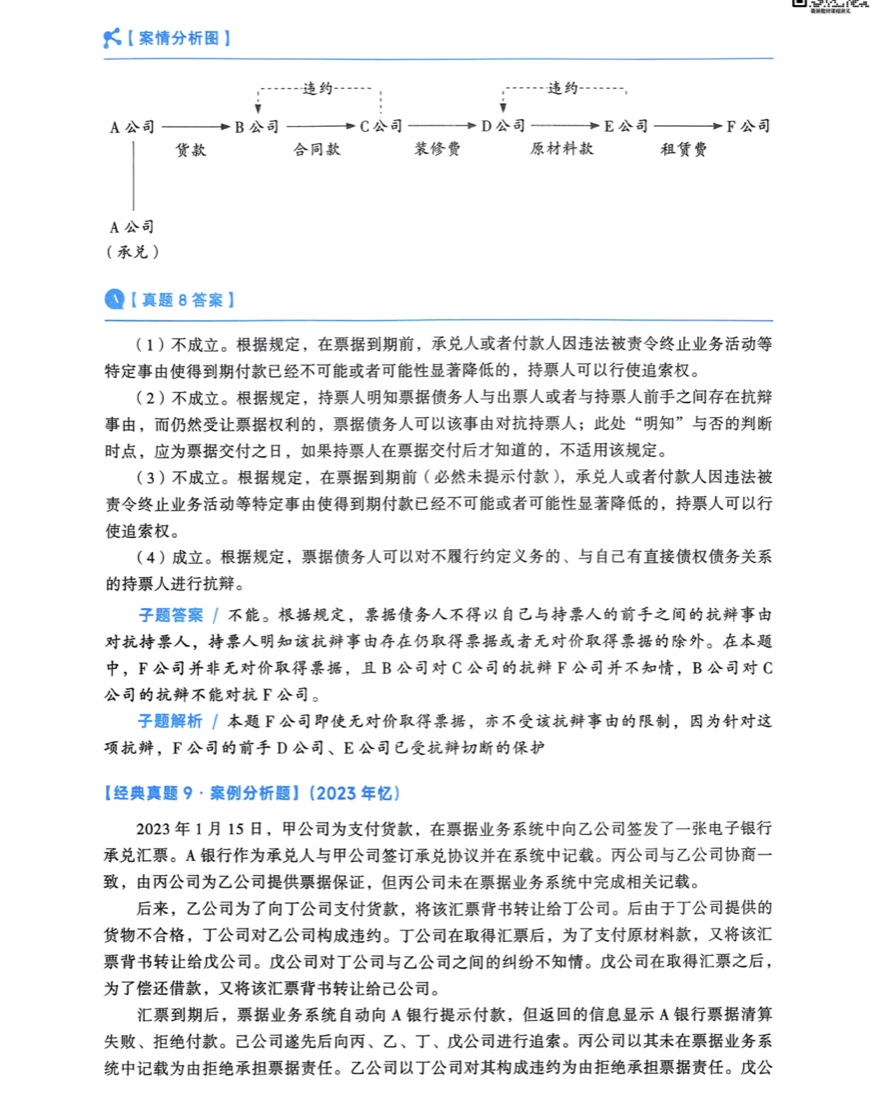 【案情分析图】
违约 违约
A 公司 B 公司 C 公司 D 公司 E 公司 F 公司
货款 合同款 装修费 原材料款 租赁费
A 公司
(承兑)
【真题 8 答案】
（1）不成立。根据规定，在票据到期前，承兑人或者付款人因违法被责令终止业务活动等
特定事由使得到期付款已经不可能或者可能性显著降低的，持票人可以行使追索权。
（2）不成立。根据规定，持票人明知票据债务人与出票人或者与持票人前手之间存在抗辩
事由，而仍然受让票据权利的，票据债务人可以该事由对抗持票人；此处“明知”与否的判断
时点，应为票据交付之日，如果持票人在票据交付后才知道的，不适用该规定。
（3）不成立。根据规定，在票据到期前（必然未提示付款），承兑人或者付款人因违法被
责令终止业务活动等特定事由使得到期付款已经不可能或者可能性显著降低的，持票人可以行
使追索权。
（4）成立。根据规定，票据债务人可以对不履行约定义务的、与自己有直接债权债务关系
的持票人进行抗辩。
子题答案 / 不能。根据规定，票据债务人不得以自己与持票人的前手之间的抗辩事由
对抗持票人，持票人明知该抗辩事由存在仍取得票据或者无对价取得票据的除外。在本题
中，F 公司并非无对价取得票据，且 B 公司对 C 公司的抗辩 F 公司并不知情，B 公司对 C
公司的抗辩不能对抗 F 公司。
子题解析 / 本题 F 公司即使无对价取得票据，亦不受该抗辩事由的限制，因为针对这
项抗辩，F 公司的前手 D 公司、E 公司已受抗辩切断的保护
【经典真题 9 · 案例分析题】（2023 年忆）
2023 年 1 月 15 日，甲公司为支付货款，在票据业务系统中向乙公司签发了一张电子银行
承兑汇票。A 银行作为承兑人与甲公司签订承兑协议并在系统中记载。丙公司与乙公司协商一
致，由丙公司为乙公司提供票据保证，但丙公司未在票据业务系统中完成相关记载。
后来，乙公司为了向丁公司支付货款，将该汇票背书转让给丁公司。后由于丁公司提供的
货物不合格，丁公司对乙公司构成违约。丁公司在取得汇票后，为了支付原材料款，又将该汇
票背书转让给戊公司。戊公司对丁公司与乙公司之间的纠纷不知情。戊公司在取得汇票之后，
为了偿还借款，又将该汇票背书转让给己公司。
汇票到期后，票据业务系统自动向 A 银行提示付款，但返回的信息显示 A 银行票据清算
失败、拒绝付款。己公司遂先后向丙、乙、丁、戊公司进行追索。丙公司以其未在票据业务系
统中记载为由拒绝承担票据责任。乙公司以丁公司对其构成违约为由拒绝承担票据责任。戊公